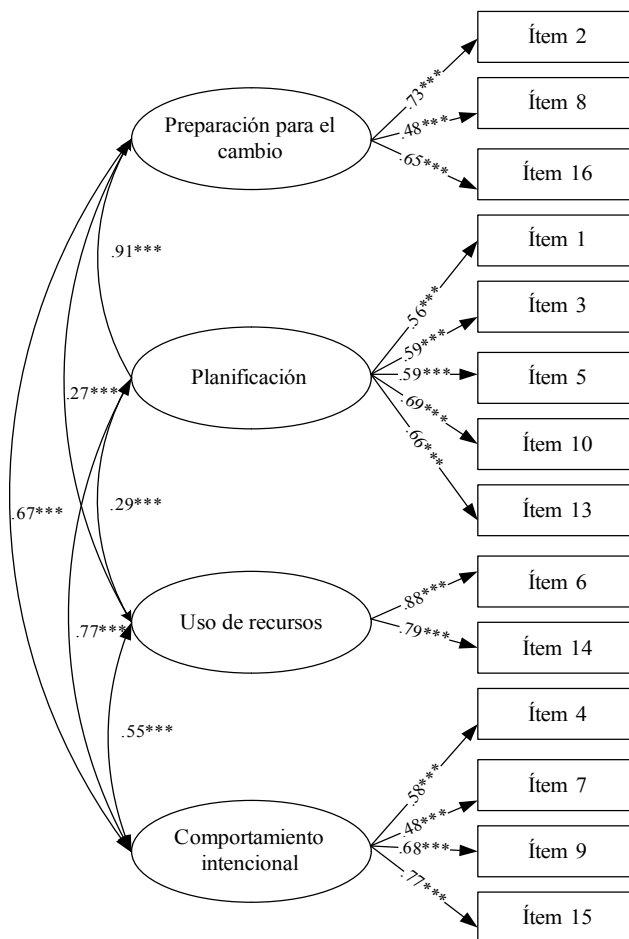 Ítem 2
.73***
Preparación para el
cambio
.48***
Ítem 8
.65***
Ítem 16
.91***
Ítem 1
.56***
Ítem 3
.59***
Planificación
.59***
Ítem 5
.27***
.69***
Ítem 10
.66***
.29***
Ítem 13
.67***
Ítem 6
.88***
Uso de recursos
.79***
Ítem 14
.77***
Ítem 4
.55***
.58***
Ítem 7
.48***
Comportamiento
intencional
.68***
Ítem 9
.77***
Ítem 15